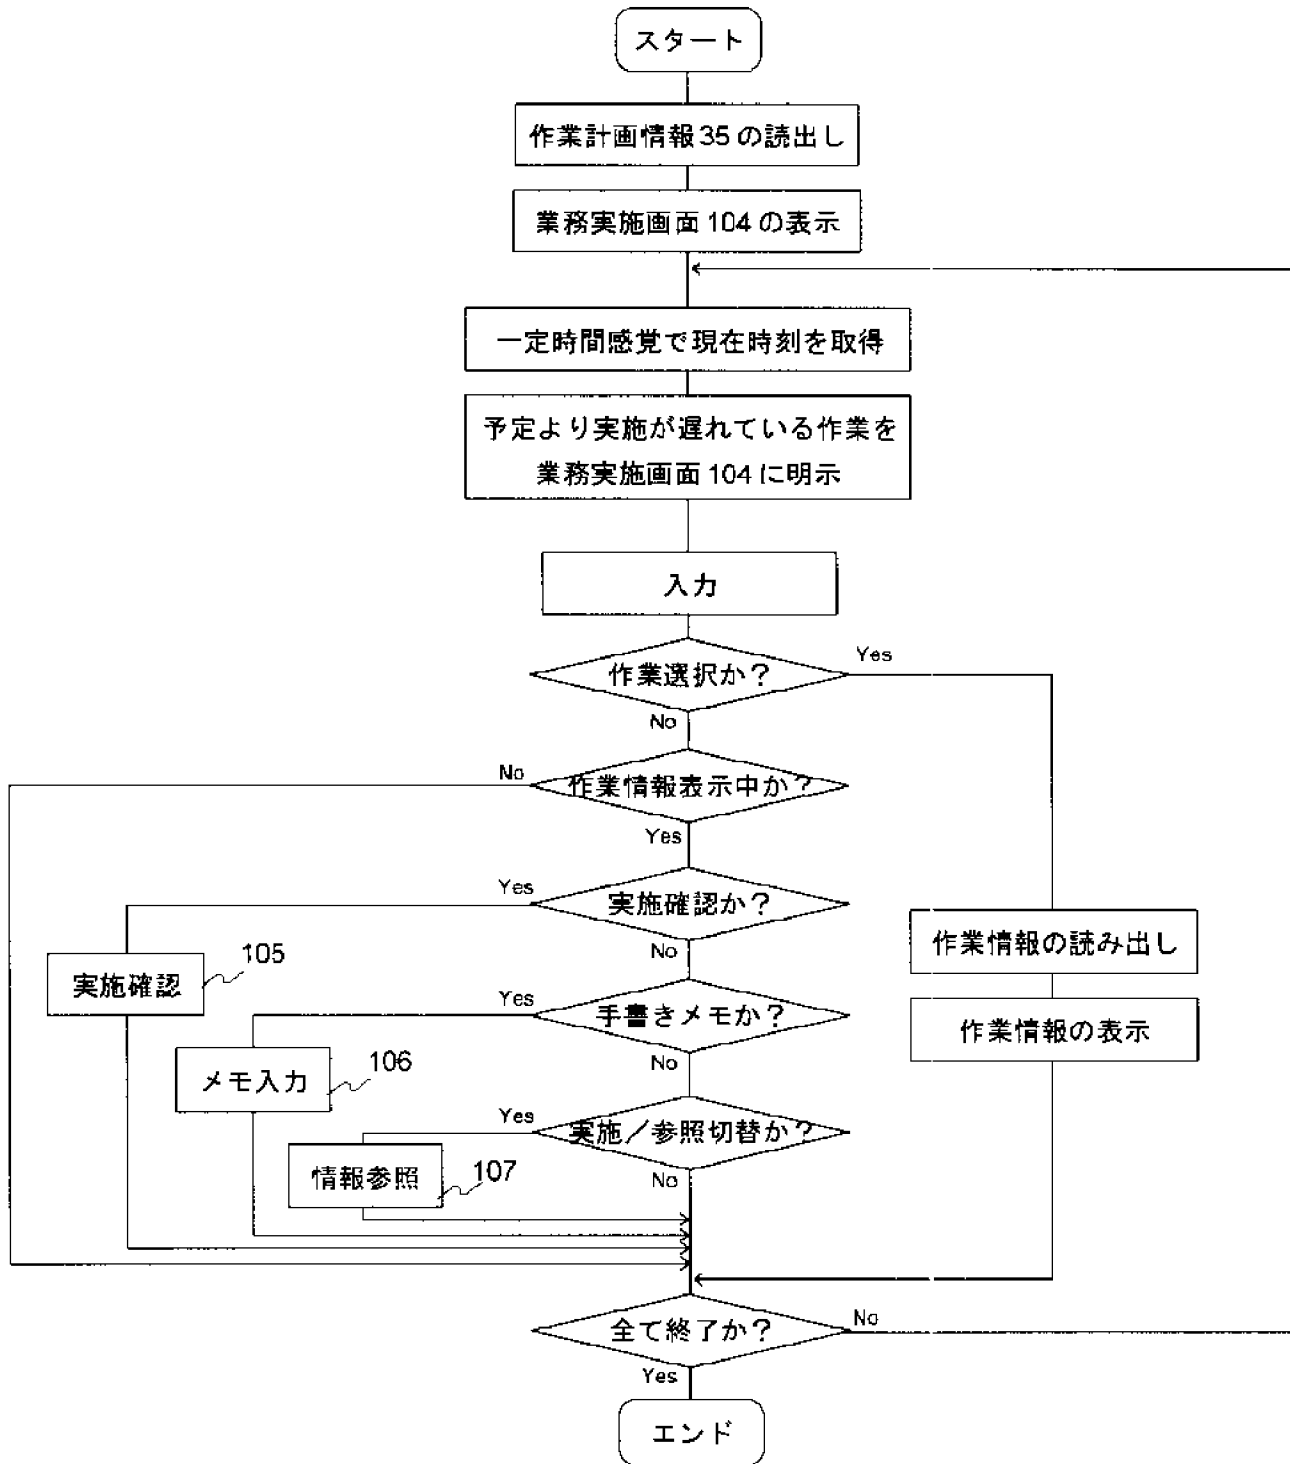 スタート
作業計画情報35の読出し
業務実施画面104の表示
一定時間感覚で現在時刻を取得
予定より実施が遅れている作業を
業務実施画面104に明示
入力
作業選択か?
Yes
No
作業情報表示中か?
No
Yes
実施確認か?
Yes
No
実施確認
105
作業情報の読み出し
手書きメモか?
Yes
No
作業情報の表示
メモ入力
106
実施/参照切替か?
Yes
No
情報参照
107
全て終了か?
No
Yes
エンド